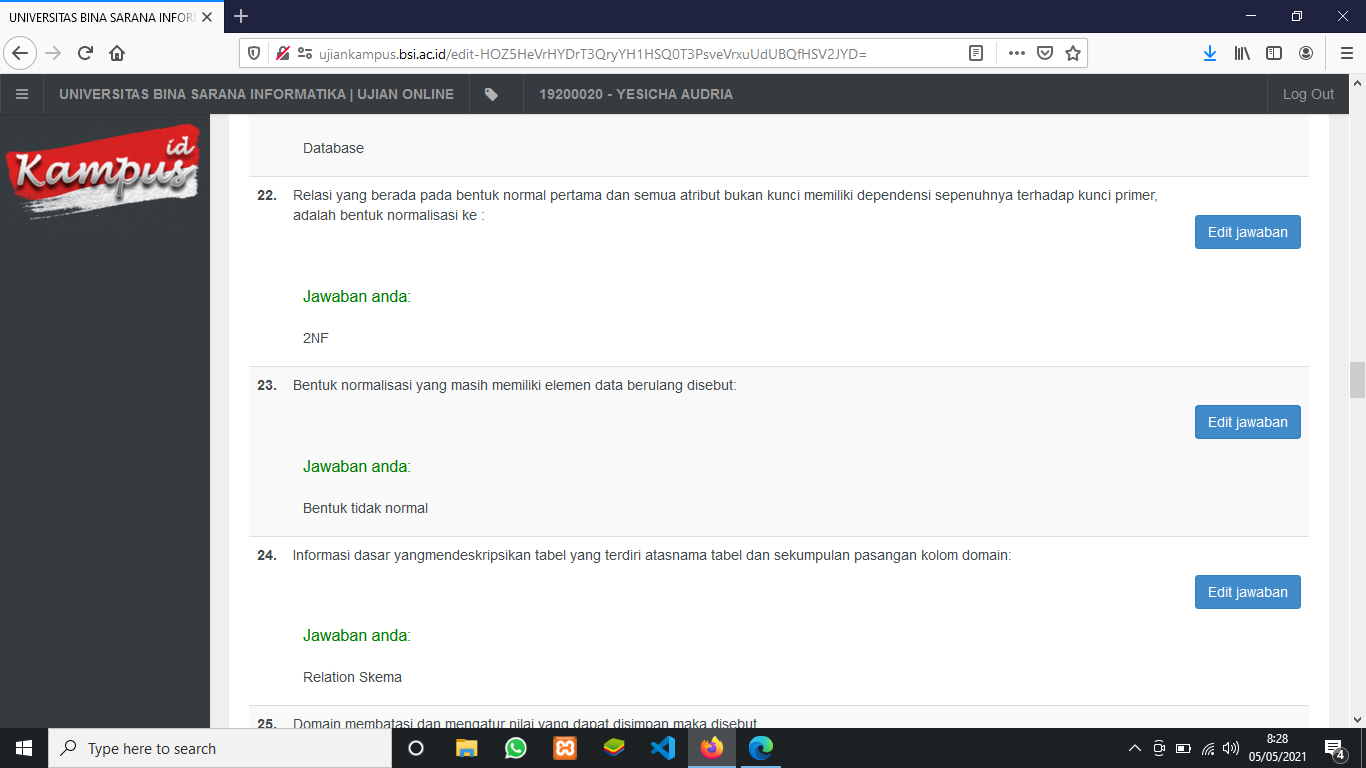 UNIVERSITAS BINA SARANA INFOR
ujiankampus.bsi.ac.id/edit-HOZ5HeVrHYDrT3QryYH1HSQ0T3PsveVrxuUdUBQfHSV2JYD=
UNIVERSITAS BINA SARANA INFORMATIKA | UJIAN ONLINE
19200020 - YESICHA AUDRIA
Log Out
Kampus id
Database
22. Relasi yang berada pada bentuk normal pertama dan semua atribut bukan kunci memiliki dependensi sepenuhnya terhadap kunci primer,
adalah bentuk normalisasi ke :
Edit jawaban
Jawaban anda:
2NF
23. Bentuk normalisasi yang masih memiliki elemen data berulang disebut:
Edit jawaban
Jawaban anda:
Bentuk tidak normal
24. Informasi dasar yangmendeskripsikan tabel yang terdiri atasnama tabel dan sekumpulan pasangan kolom domain:
Edit jawaban
Jawaban anda:
Relation Skema
25. Domain membatasi dan mengatur nilai yang dapat disimpan maka disebut
Type here to search
8:28
05/05/2021
4